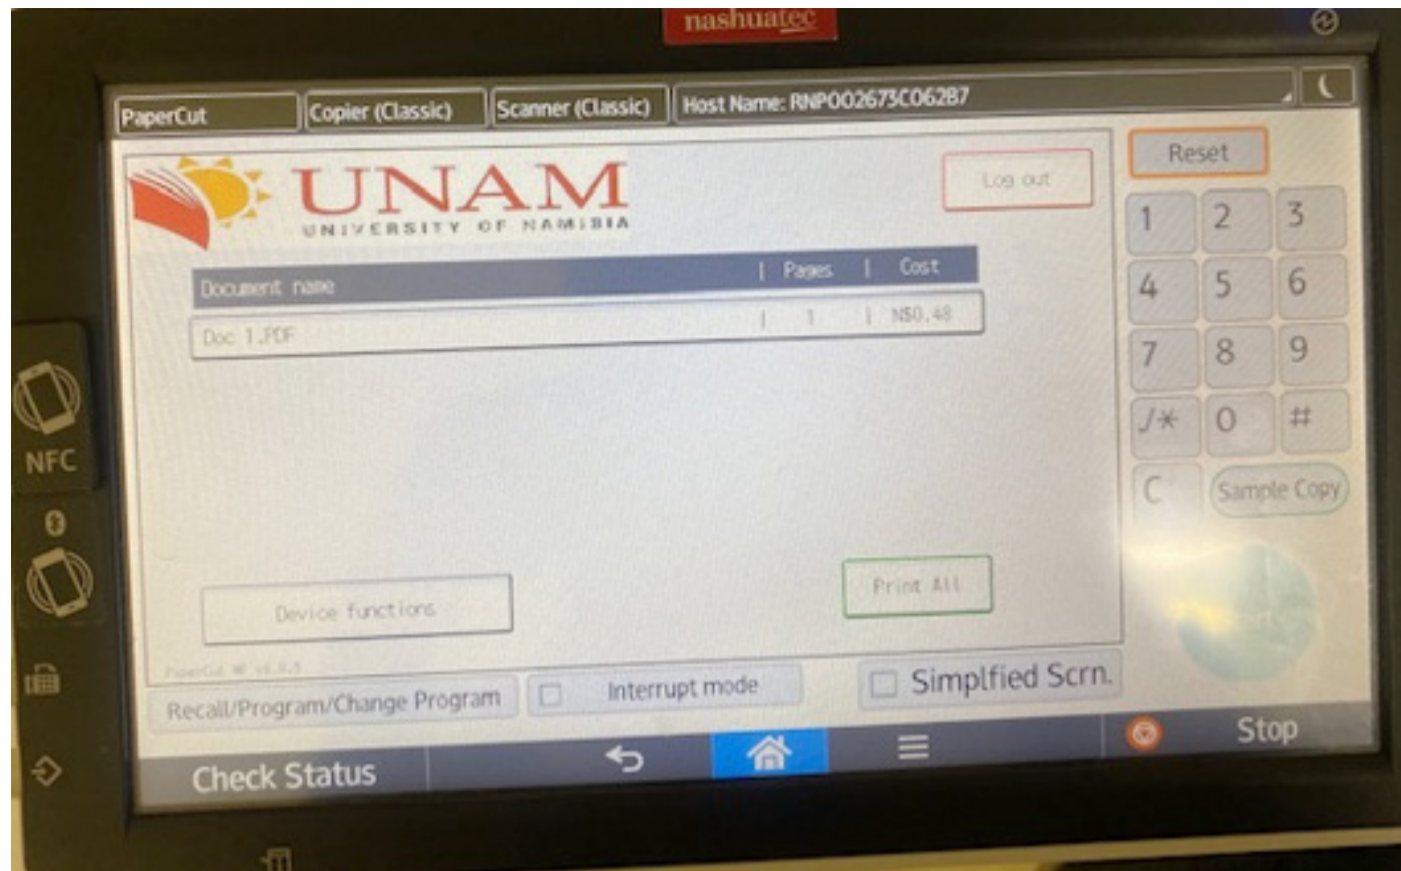 nashuatec
PaperCut
Copier (Classic)
Scanner (Classic)
Host Name: RNP002673C062B7
UNAM
UNIVERSITY OF NAMIBIA
Log out
Reset
Document name | Pages | Cost
Doc 1.PDF | 1 | N$0.48
1 2 3
4 5 6
7 8 9
./* 0 #
C Sample Copy
NFC
Device functions
Print All
Recall/Program/Change Program
Interrupt mode
Simplfied Scrn.
Check Status
Stop